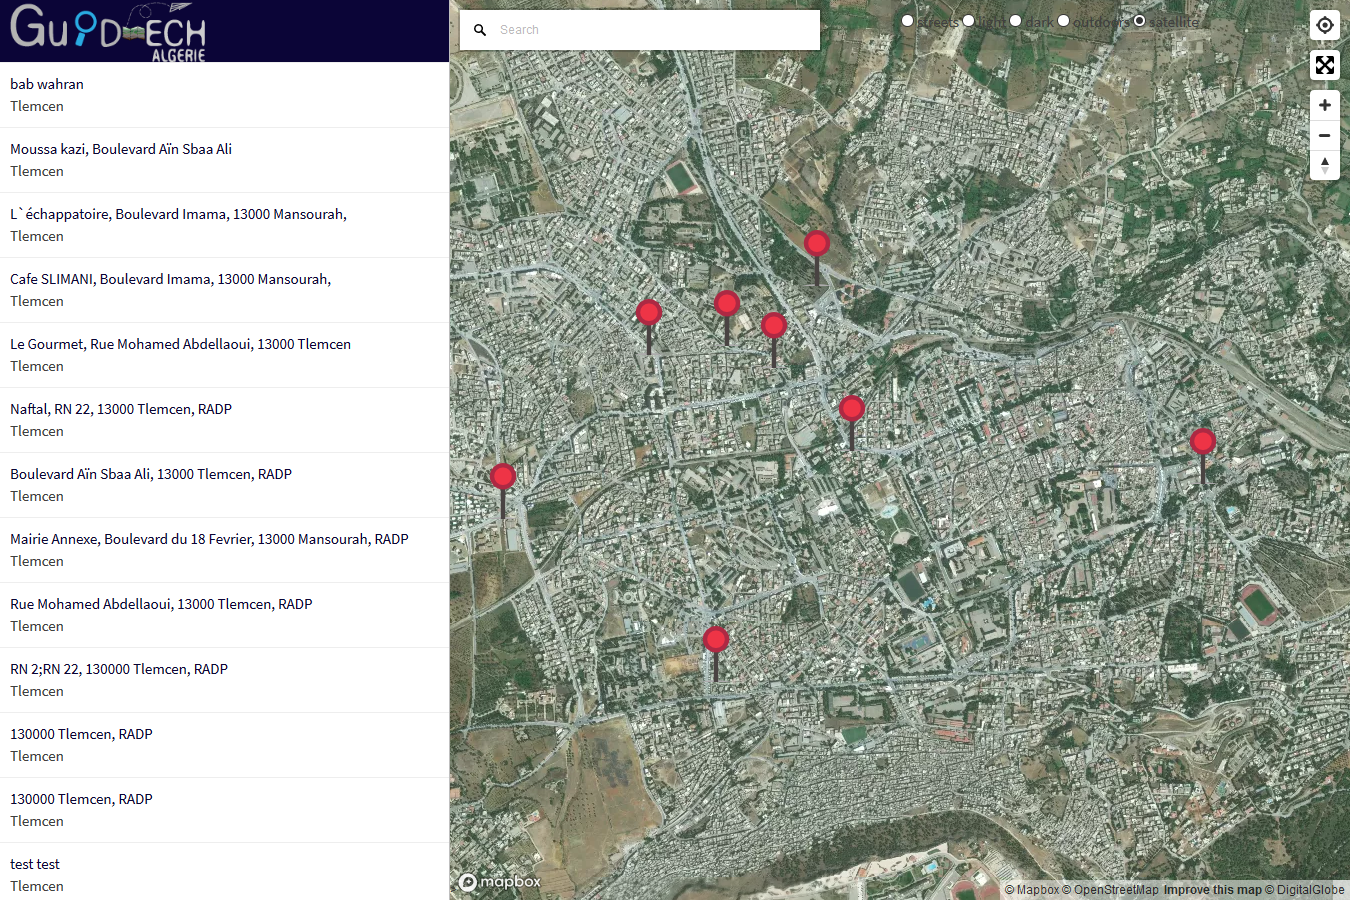 GuidTECH
ALGERIE
bab wahran
Tlemcen
Moussa kazi, Boulevard Aïn Sbaa Ali
Tlemcen
L`échappatoire, Boulevard Imama, 13000 Mansourah,
Tlemcen
Cafe SLIMANI, Boulevard Imama, 13000 Mansourah,
Tlemcen
Le Gourmet, Rue Mohamed Abdellaoui, 13000 Tlemcen
Tlemcen
Naftal, RN 22, 13000 Tlemcen, RADP
Tlemcen
Boulevard Aïn Sbaa Ali, 13000 Tlemcen, RADP
Tlemcen
Mairie Annexe, Boulevard du 18 Fevrier, 13000 Mansourah, RADP
Tlemcen
Rue Mohamed Abdellaoui, 13000 Tlemcen, RADP
Tlemcen
RN 2;RN 22, 130000 Tlemcen, RADP
Tlemcen
130000 Tlemcen, RADP
Tlemcen
130000 Tlemcen, RADP
Tlemcen
test test
Tlemcen
Search
streets light dark outdoors satellite
mapbox
© Mapbox © OpenStreetMap Improve this map © DigitalGlobe